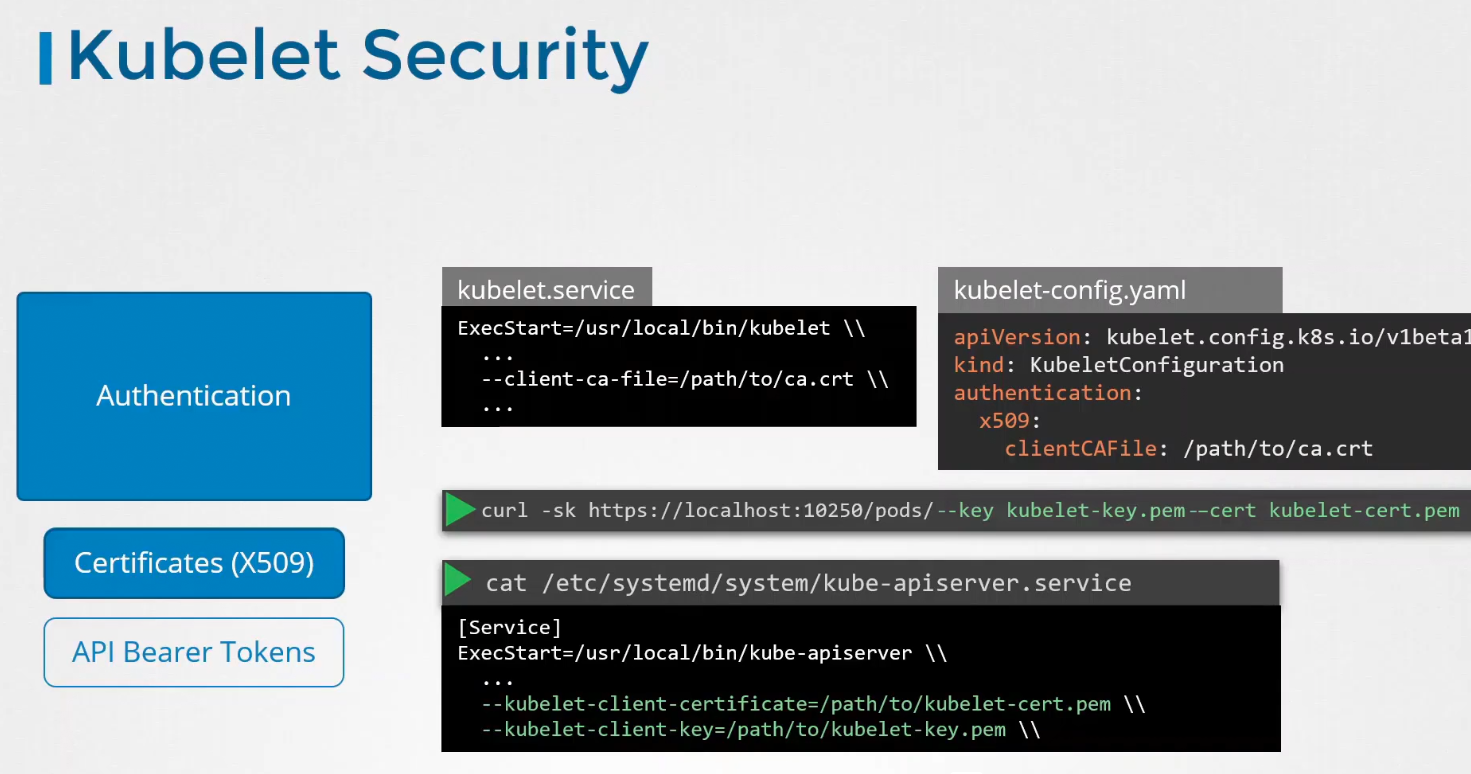 Kubelet Security
Authentication
Certificates (X509)
API Bearer Tokens
kubelet.service
ExecStart=/usr/local/bin/kubelet \\
...
--client-ca-file=/path/to/ca.crt \\
...
kubelet-config.yaml
apiVersion: kubelet.config.k8s.io/v1beta1
kind: KubeletConfiguration
authentication:
x509:
clientCAFile: /path/to/ca.crt
curl -sk https://localhost:10250/pods/--key kubelet-key.pem-–cert kubelet-cert.pem
cat /etc/systemd/system/kube-apiserver.service
[Service]
ExecStart=/usr/local/bin/kube-apiserver \\
...
--kubelet-client-certificate=/path/to/kubelet-cert.pem \\
--kubelet-client-key=/path/to/kubelet-key.pem \\